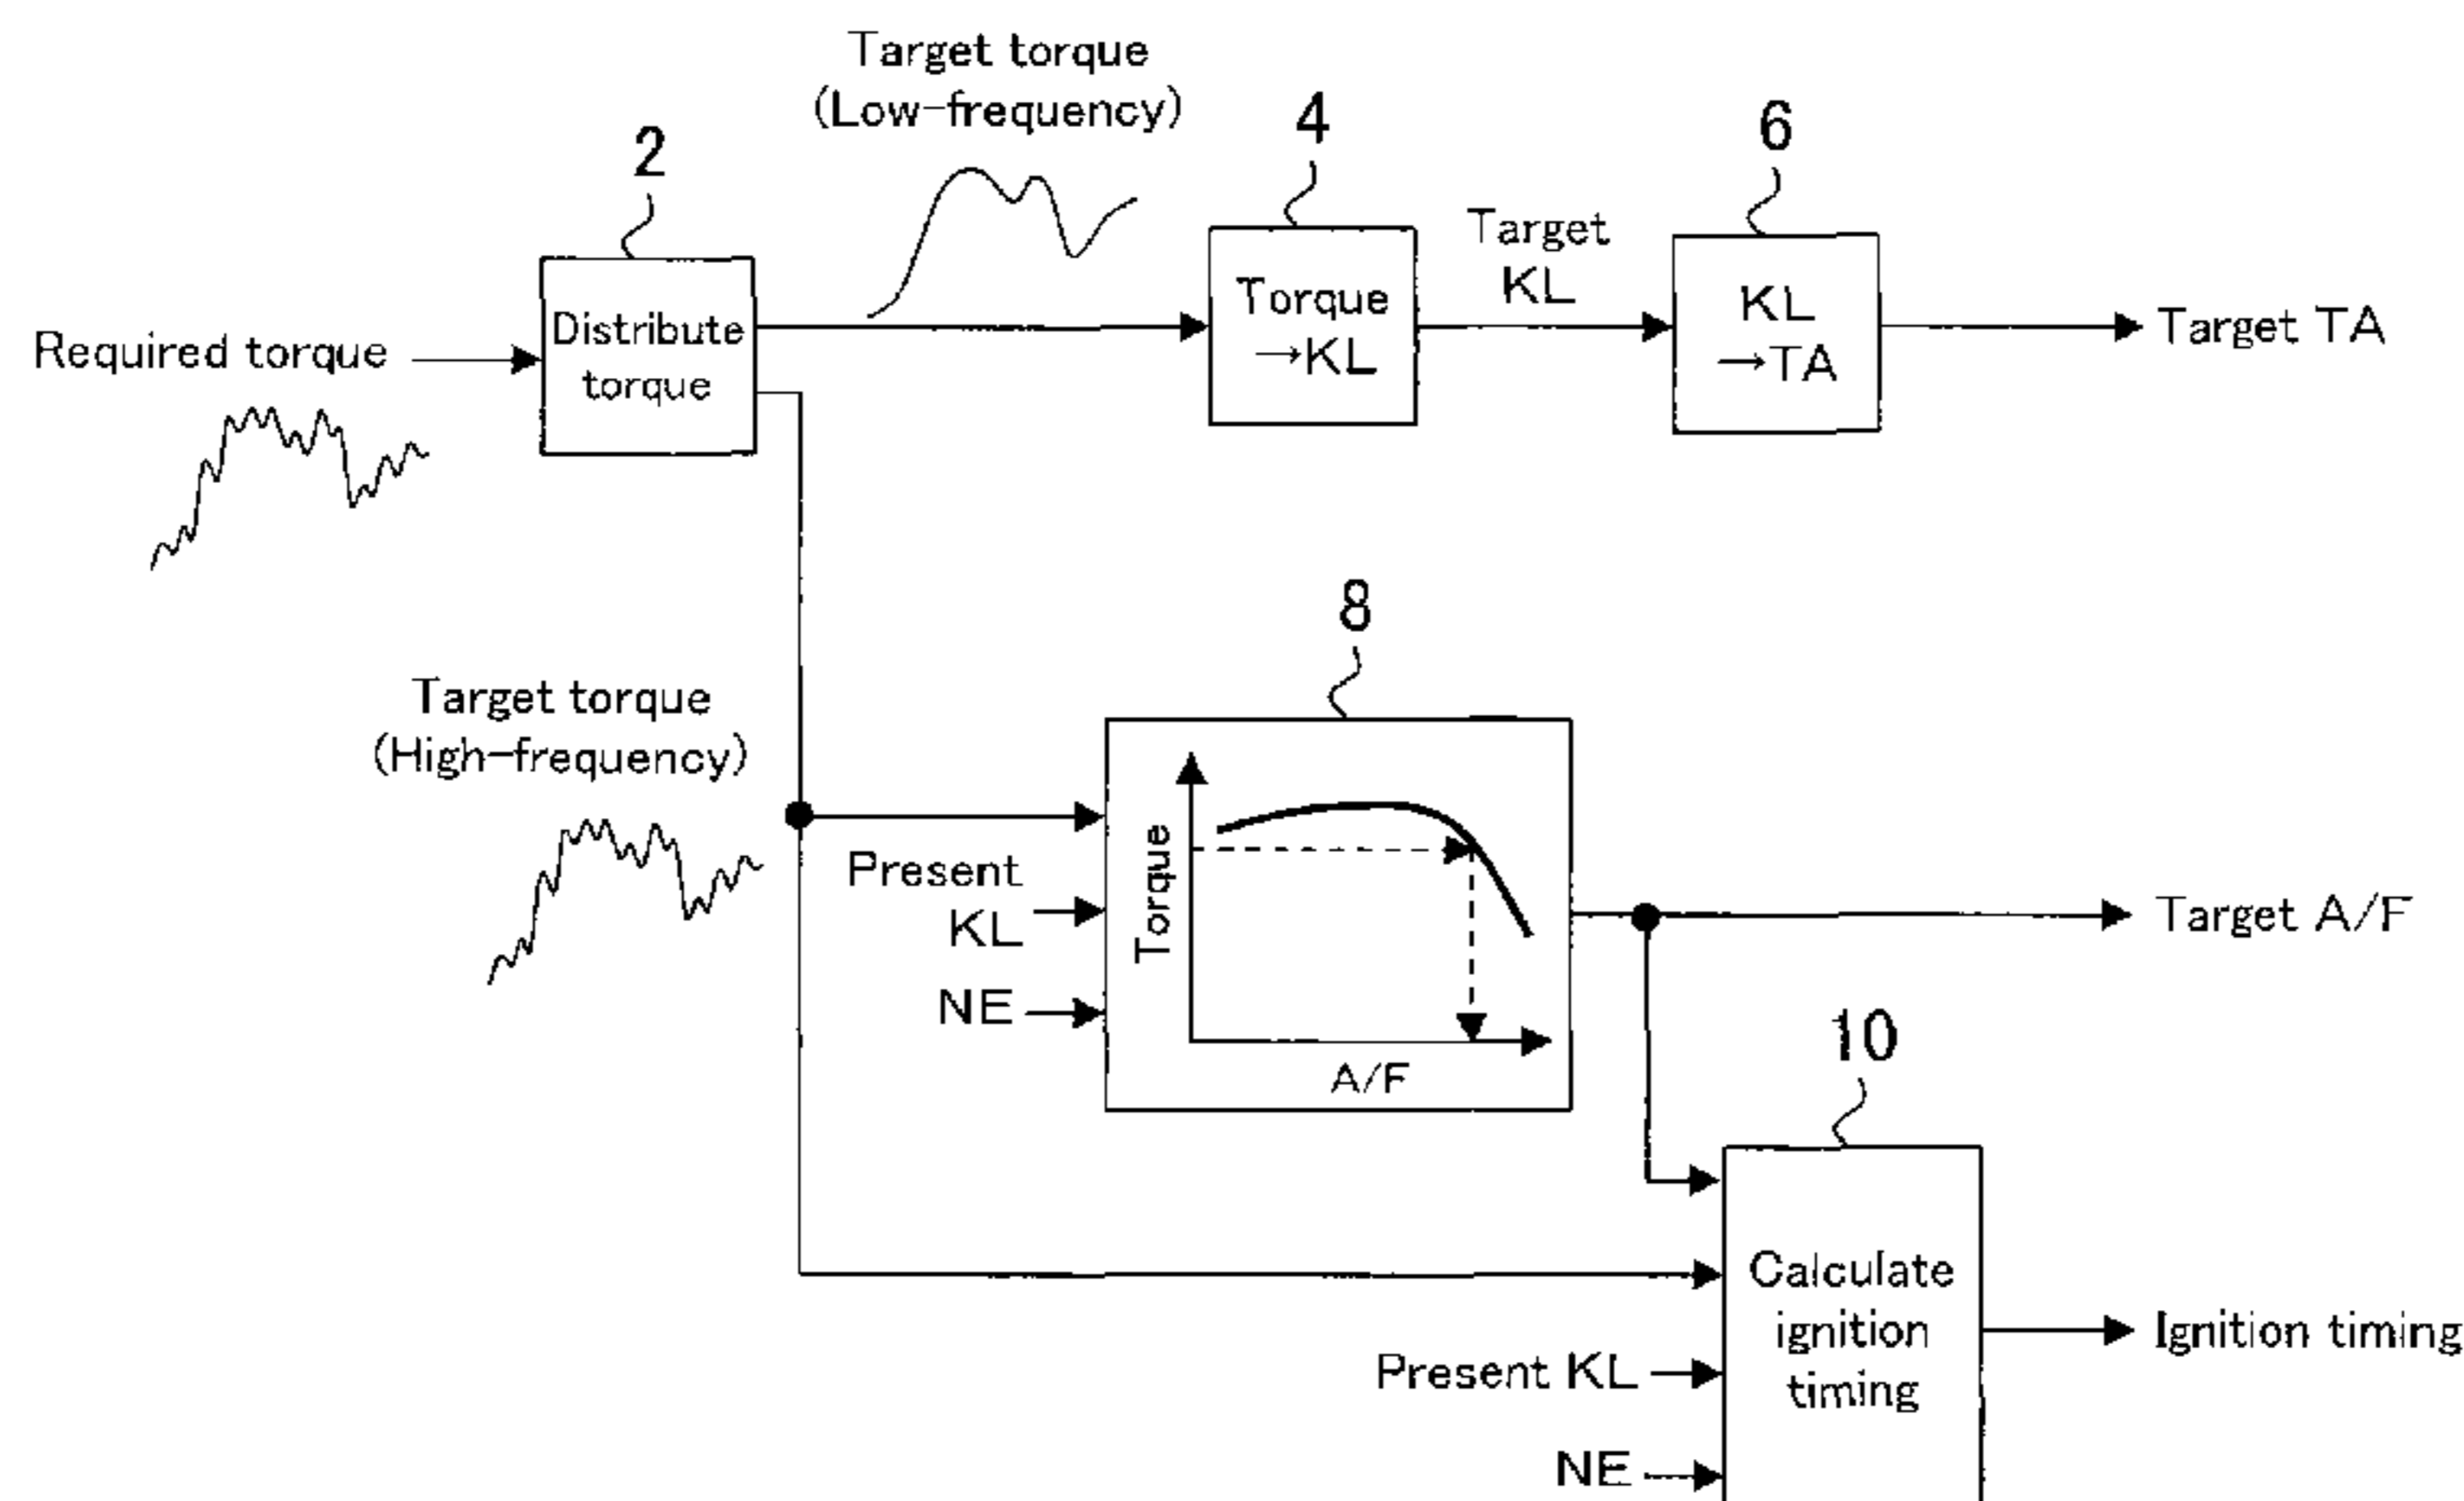 Target torque
(Low-frequency)
2
4
6
Required torque
Distribute
torque
Torque
→KL
Target
KL
KL
→TA
Target TA
Target torque
(High-frequency)
8
Present
KL
NE
Torque
A/F
Target A/F
10
Calculate
ignition
timing
Present KL
NE
Ignition timing